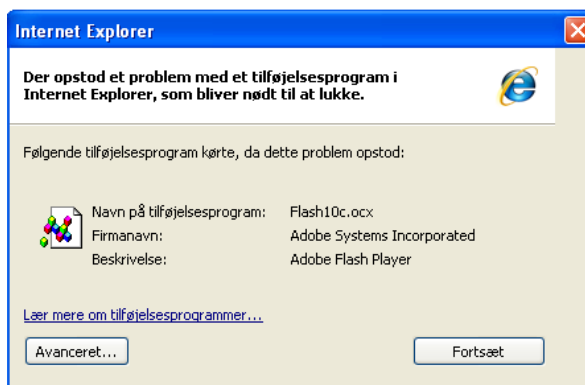 Internet Explorer
Der opstod et problem med et tilføjelsesprogram i
Internet Explorer, som bliver nødt til at lukke.
Følgende tilføjelsesprogram kørte, da dette problem opstod:
Navn på tilføjelsesprogram: Flash10c.ocx
Firmanavn: Adobe Systems Incorporated
Beskrivelse: Adobe Flash Player
Lær mere om tilføjelsesprogrammer...
Avanceret... Fortsæt